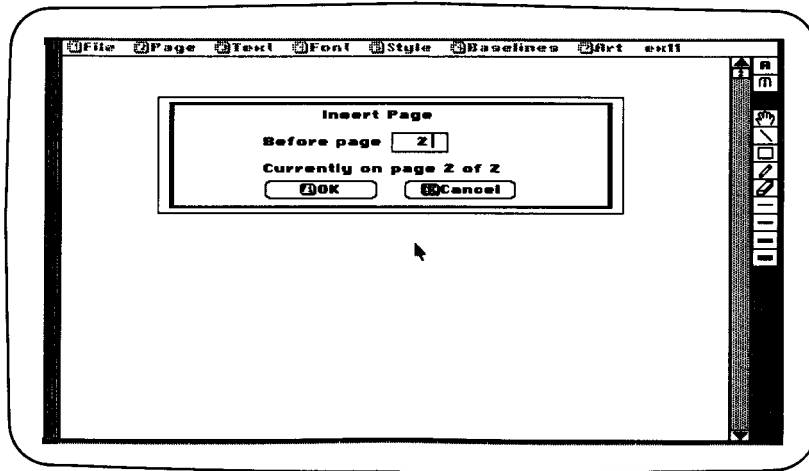 File Page Text Font Style Baselines Art ex11
A
m
2
Insert Page
Before page 2
Currently on page 2 of 2
OK Cancel